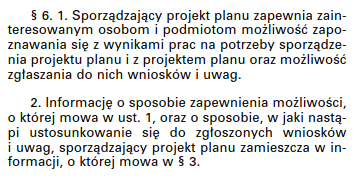 § 6. 1. Sporządzający projekt planu zapewnia zain-
teresowanym osobom i podmiotom możliwość zapo-
znawania się z wynikami prac na potrzeby sporządze-
nia projektu planu i z projektem planu oraz możliwość
zgłaszania do nich wniosków i uwag.
2. Informację o sposobie zapewnienia możliwości,
o której mowa w ust. 1, oraz o sposobie, w jaki nastą-
pi ustosunkowanie się do zgłoszonych wniosków
i uwag, sporządzający projekt planu zamieszcza w in-
formacji, o której mowa w § 3.